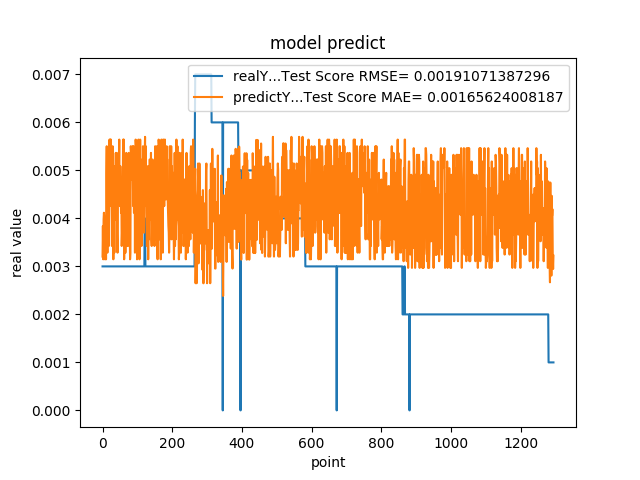 model predict
realY...Test Score RMSE= 0.00191071387296
predictY...Test Score MAE= 0.00165624008187
0.007
0.006
0.005
0.004
0.003
0.002
0.001
0.000
real value
0 200 400 600 800 1000 1200
point